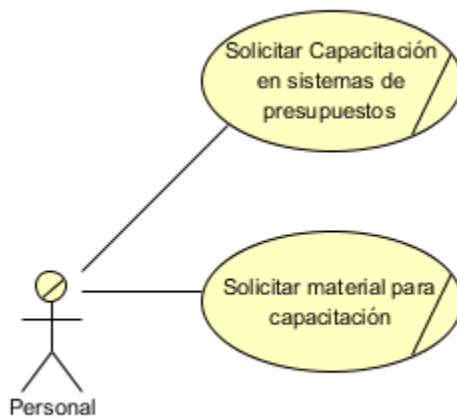 Solicitar Capacitación
en sistemas de
presupuestos
Solicitar material para
capacitación
Personal